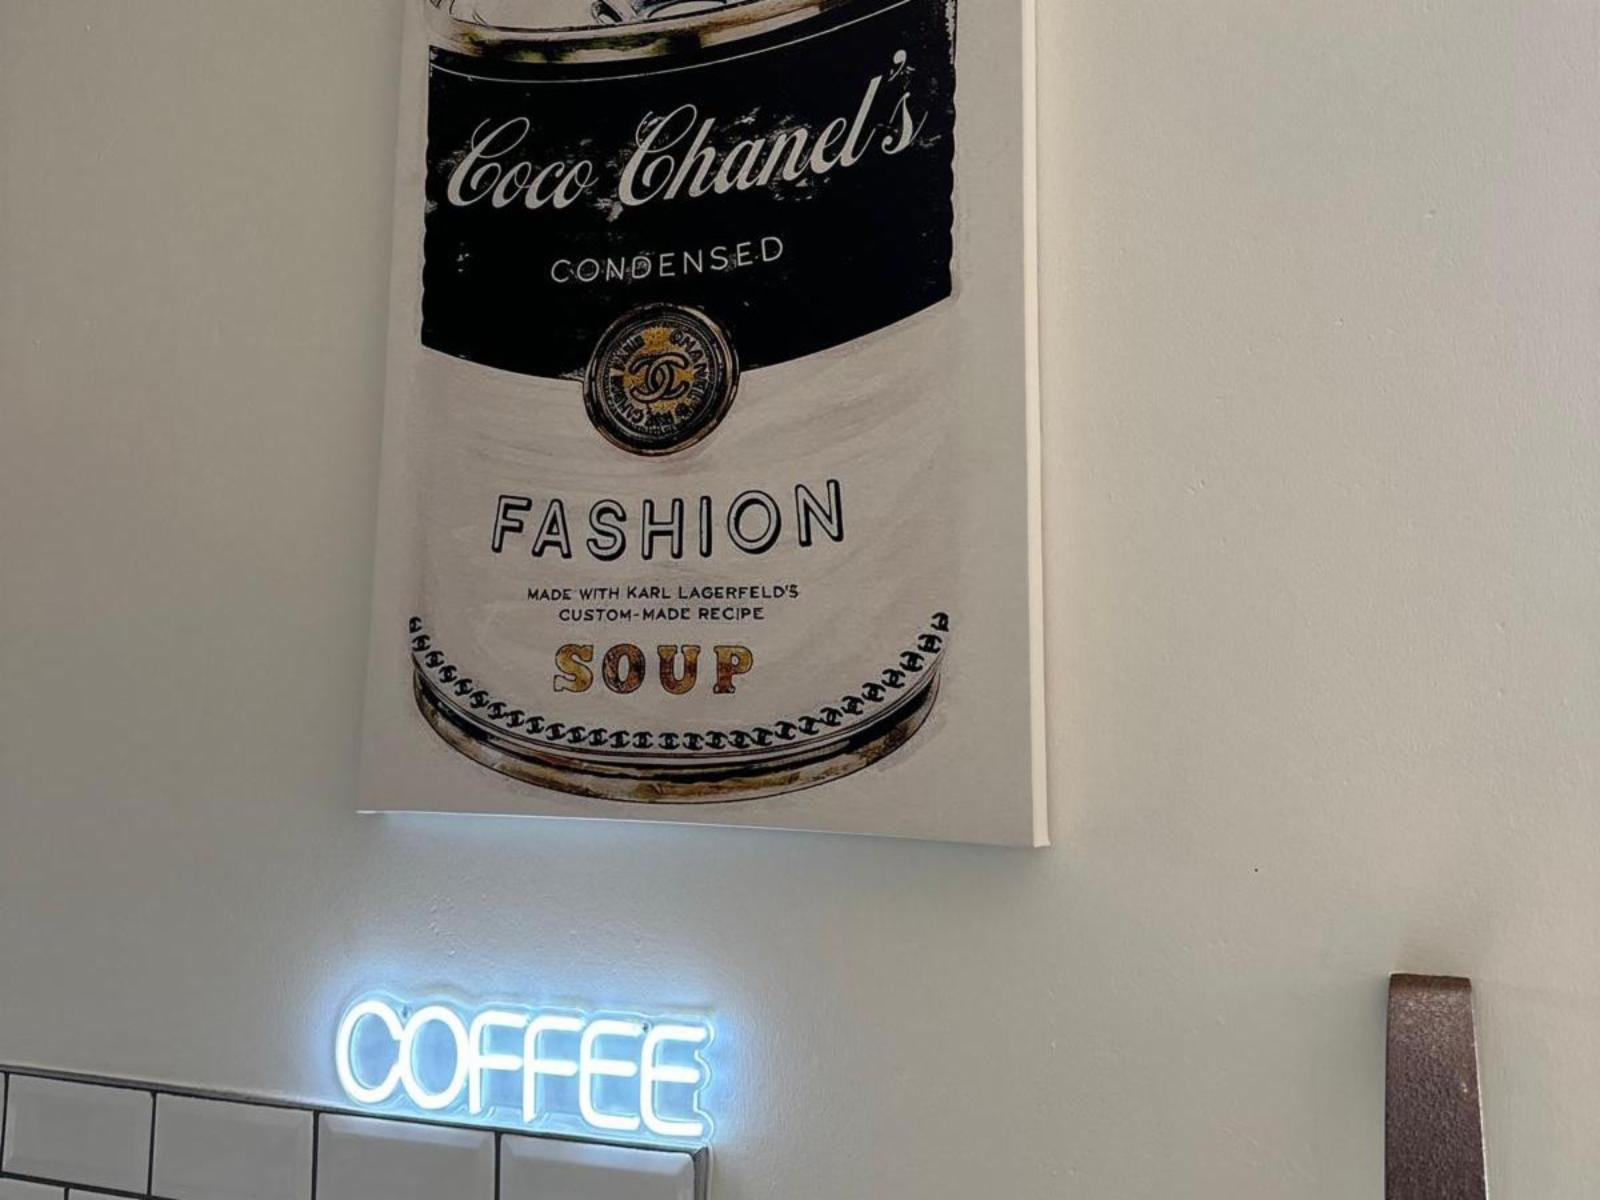 Coco Chanel's
CONDENSED
FASHION
MADE WITH KARL LAGERFELD'S
CUSTOM-MADE RECIPE
SOUP
COFFEE